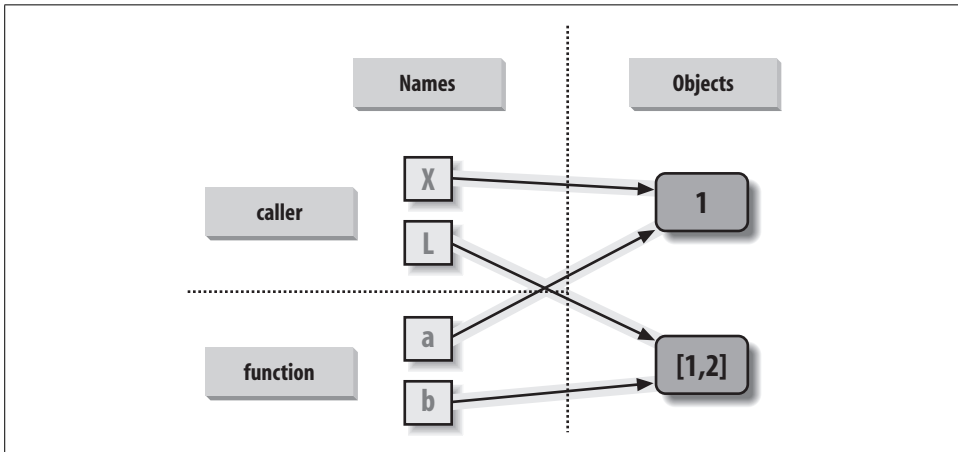 Names
Objects
X
1
caller
L
a
[1,2]
function
b